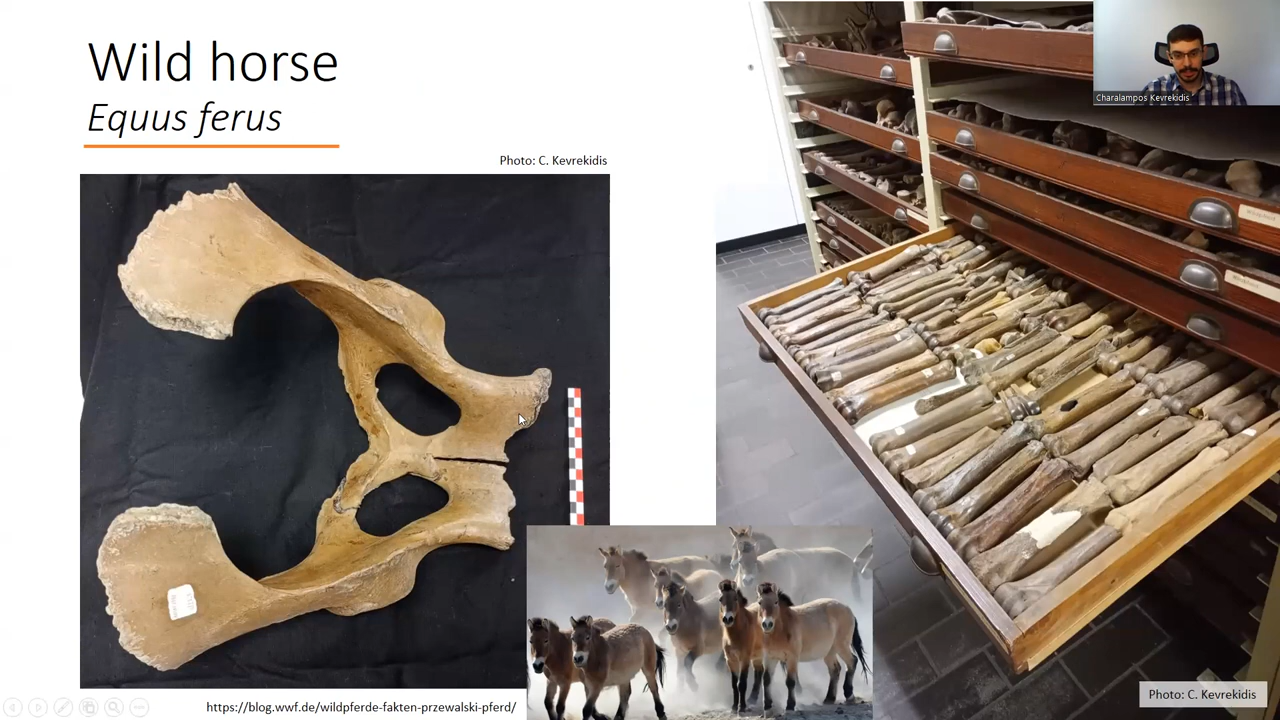 Wild horse
Equus ferus
Photo: C. Kevrekidis
Charalampos Kevrekidis
https://blog.wwf.de/wildpferde-fakten-przewalski-pferd/
Photo: C. Kevrekidis